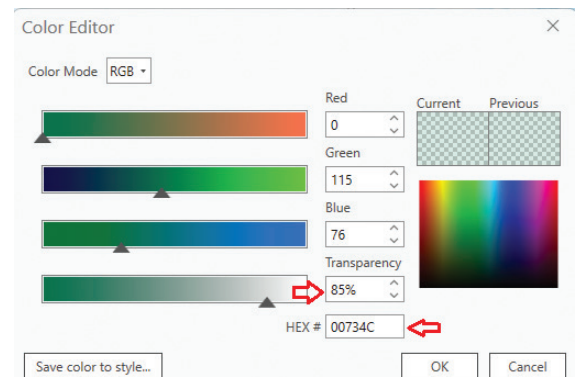 Color Editor
Color Mode RGB
Red
0
Current Previous
Green
115
Blue
76
Transparency
85%
HEX # 00734C
Save color to style...
OK
Cancel